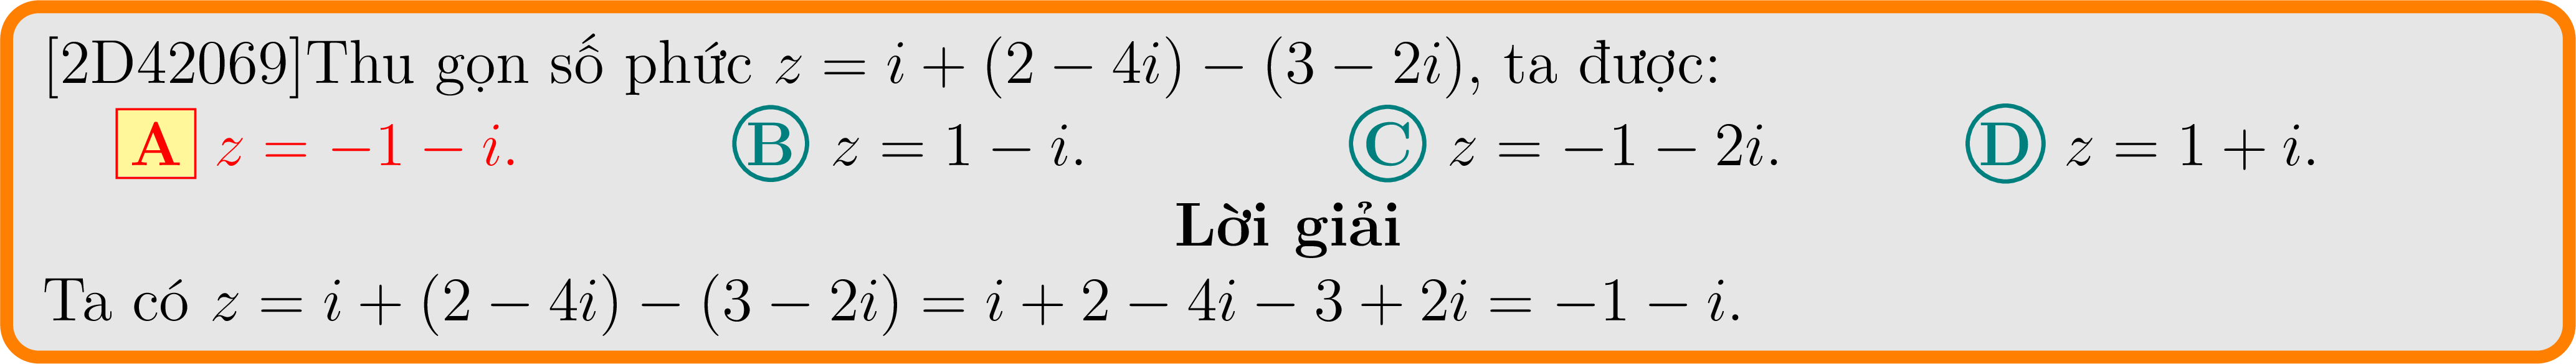 [2D42069]Thu gọn số phức z = i + (2 − 4i) − (3 − 2i), ta được:
A z = −1 − i. B z = 1 − i. C z = −1 − 2i. D z = 1 + i.
Lời giải
Ta có z = i + (2 − 4i) − (3 − 2i) = i + 2 − 4i − 3 + 2i = −1 − i.